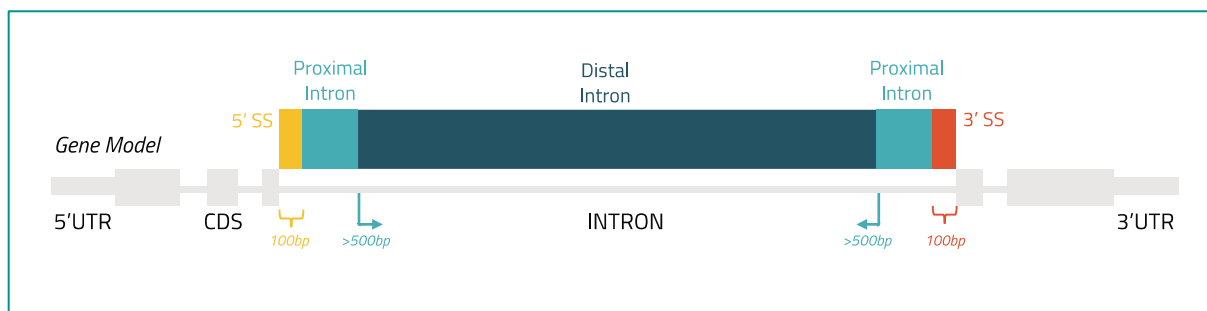 Proximal
Intron
Distal
Intron
Proximal
Intron
5' SS
3' SS
Gene Model
5'UTR
CDS
INTRON
3'UTR
100bp
>500bp
>500bp
100bp